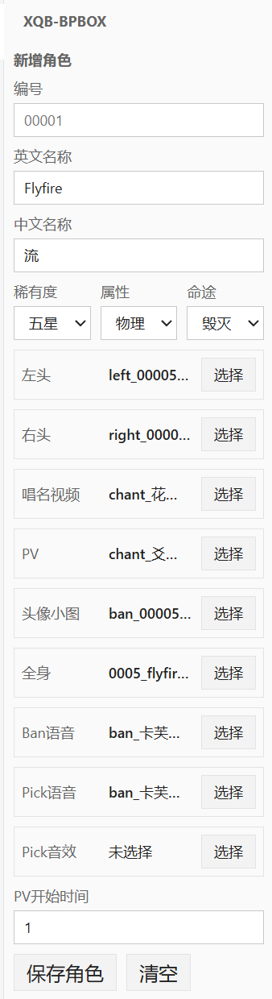 XQB-BPBOX
新增角色
编号
00001
英文名称
Flyfire
中文名称
流
稀有度 属性 命途
五星 物理 毁灭
左头 left_00005... 选择
右头 right_0000... 选择
唱名视频 chant_花... 选择
PV chant_爻... 选择
头像小图 ban_00005... 选择
全身 0005_flyfir... 选择
Ban语音 ban_卡芙... 选择
Pick语音 ban_卡芙... 选择
Pick音效 未选择 选择
PV开始时间
1
保存角色 清空